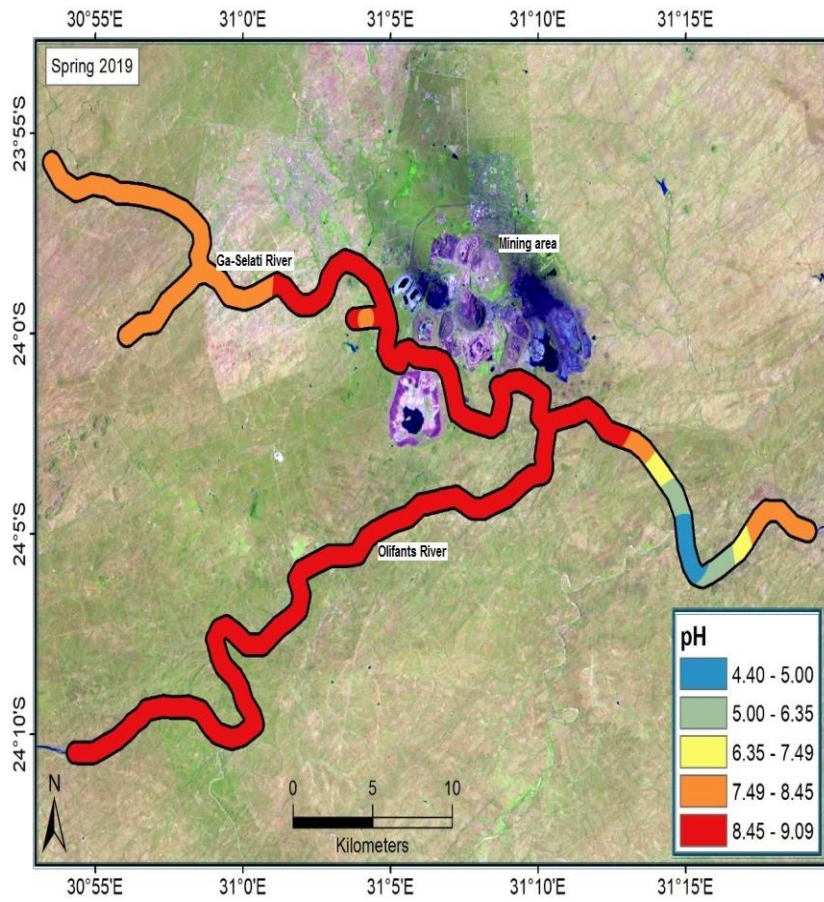 30°55'E 31°0'E 31°5'E 31°10'E 31°15'E
Spring 2019
23°55'S
Mining area
Ga-Selati River
24°0'S
24°5'S
Olifants River
pH
4.40 - 5.00
5.00 - 6.35
6.35 - 7.49
7.49 - 8.45
8.45 - 9.09
24°10'S
N
0 5 10
Kilometers
30°55'E 31°0'E 31°5'E 31°10'E 31°15'E